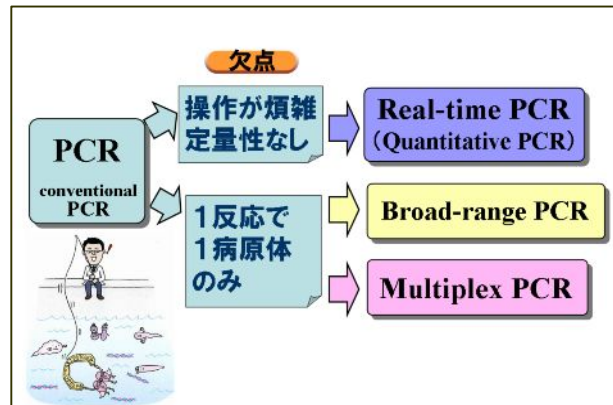 欠点
PCR
conventional
PCR
操作が煩雑
定量性なし
1反応で
1病原体
のみ
Real-time PCR
(Quantitative PCR)
Broad-range PCR
Multiplex PCR